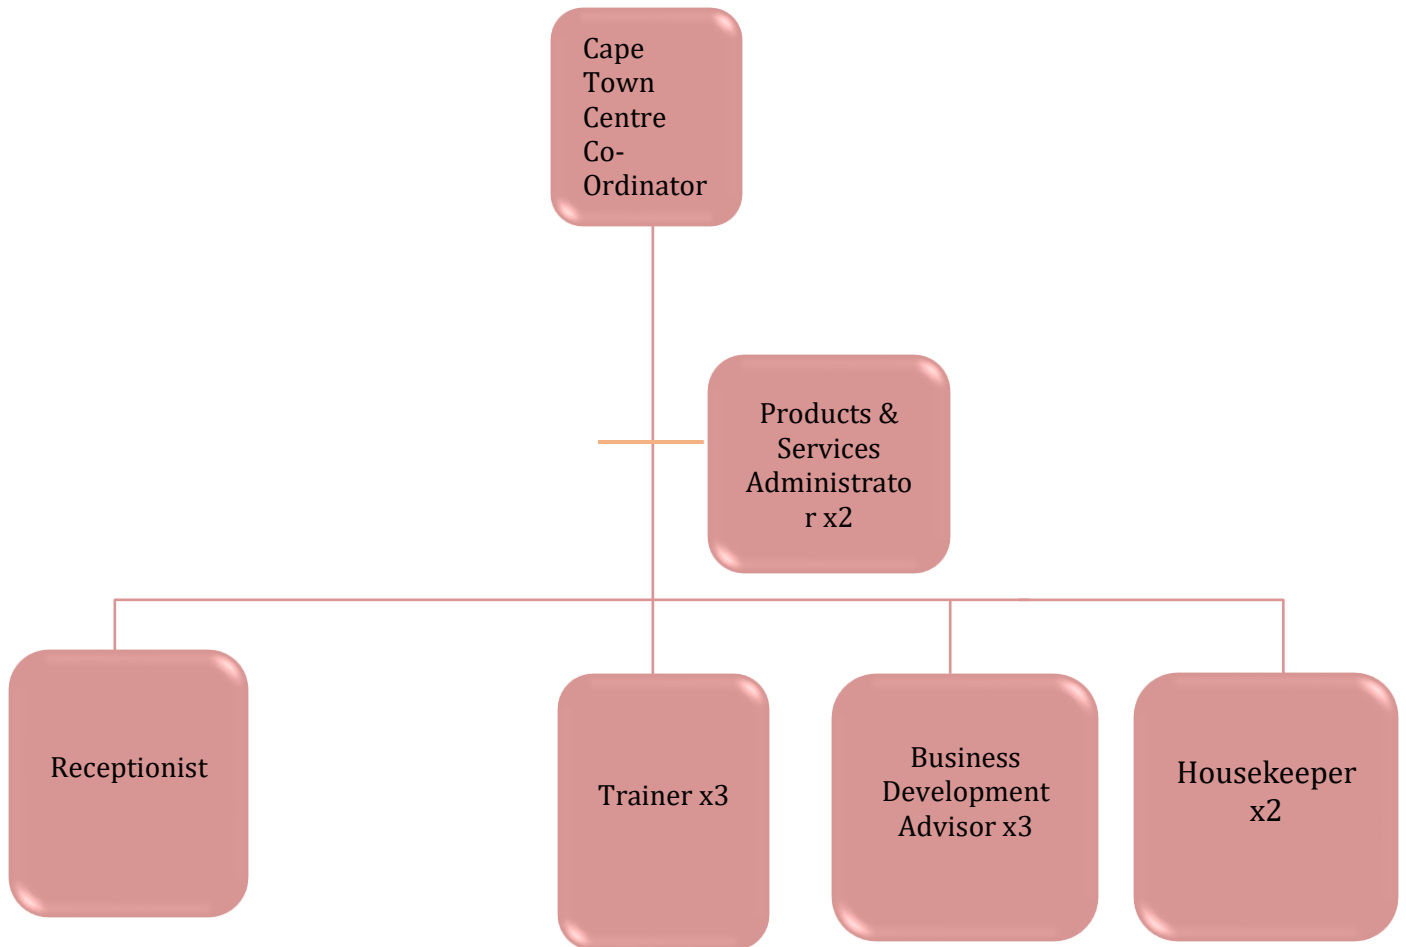 Cape
Town
Centre
Co-
Ordinator
Products &
Services
Administrato
r x2
Receptionist
Trainer x3
Business
Development
Advisor x3
Housekeeper
x2